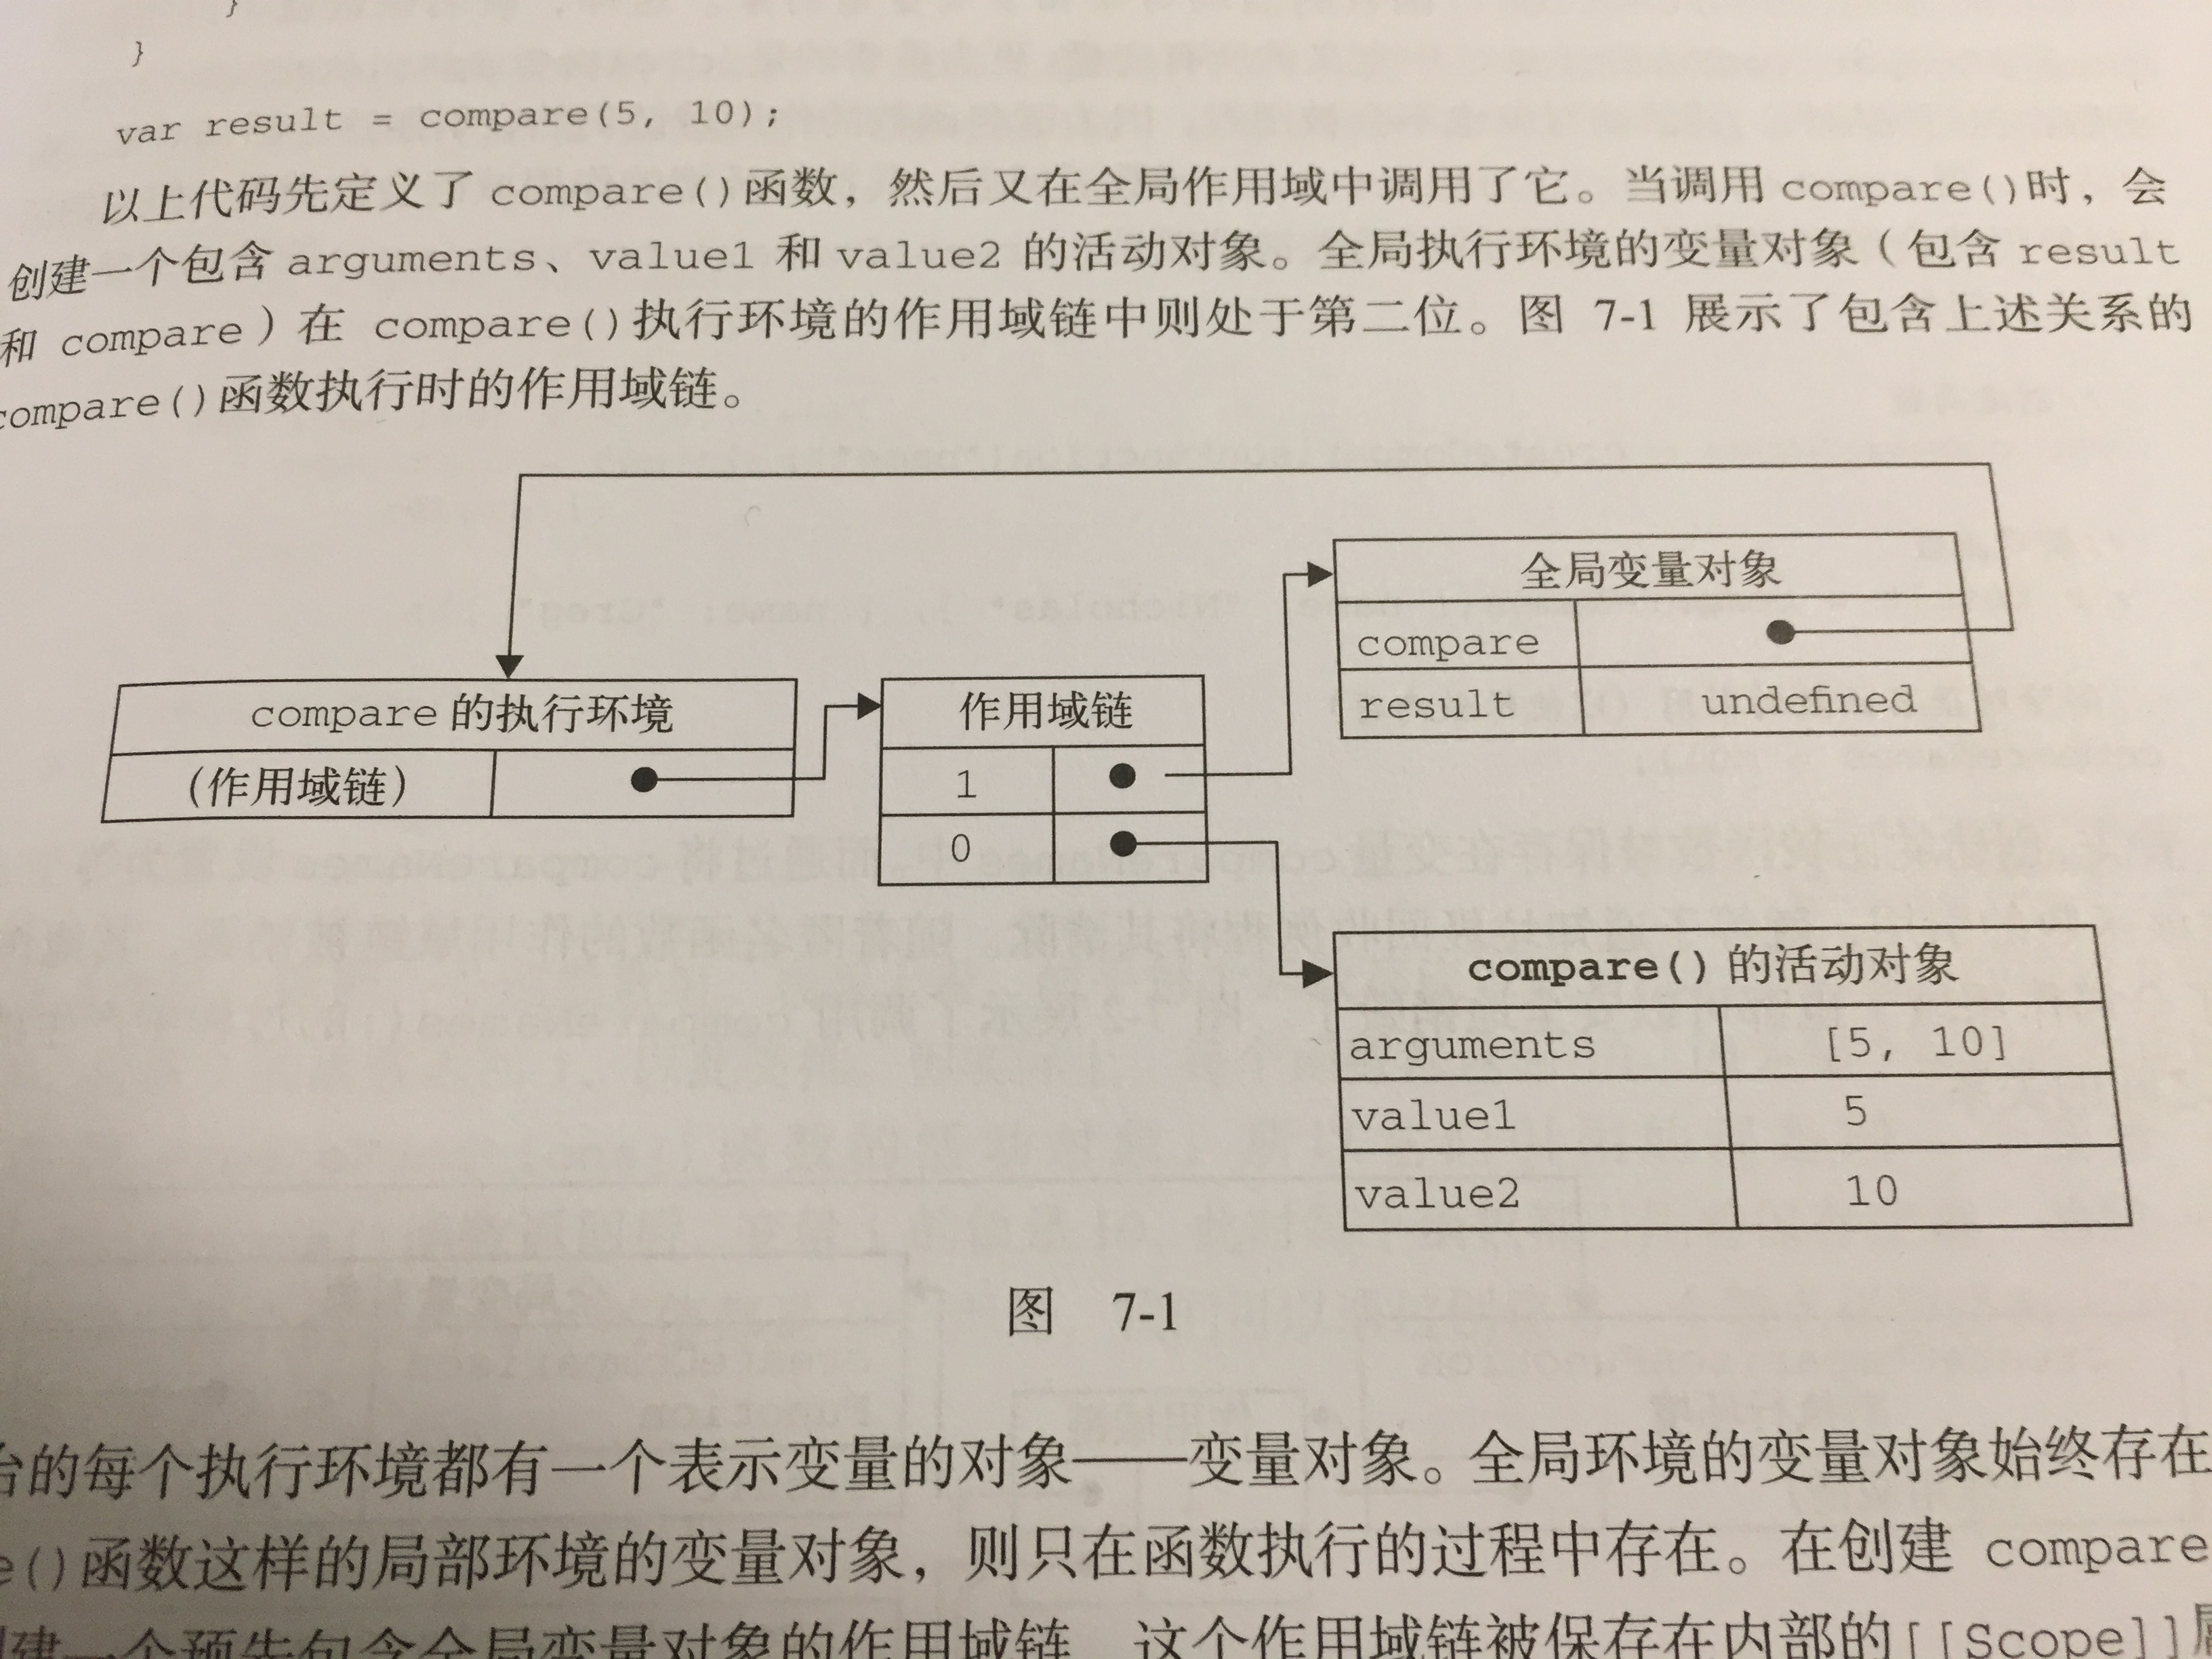 }
}
var result = compare(5, 10);
以上代码先定义了 compare()函数，然后又在全局作用域中调用了它。当调用 compare()时，会
创建一个包含 arguments、value1 和 value2 的活动对象。全局执行环境的变量对象（包含 result
和 compare）在 compare()执行环境的作用域链中则处于第二位。图 7-1 展示了包含上述关系的
compare()函数执行时的作用域链。
全局变量对象
compare
result undefined
compare 的执行环境
(作用域链)
作用域链
1
0
compare() 的活动对象
arguments [5, 10]
value1 5
value2 10
图 7-1
的每个执行环境都有一个表示变量的对象——变量对象。全局环境的变量对象始终存在
e()函数这样的局部环境的变量对象，则只在函数执行的过程中存在。在创建 compare
建一个预先包含全局变量对象的作用域链 这个作用域链被保存在内部的[[Scope]]属